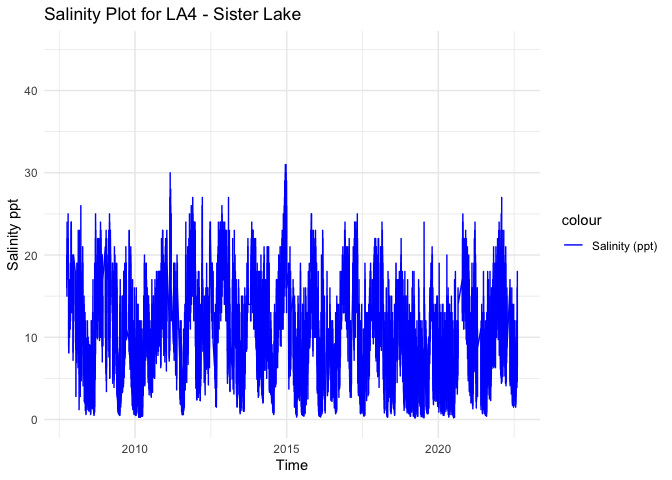 Salinity Plot for LA4 - Sister Lake
40
30
20
10
0
Salinity ppt
2010 2015 2020
Time
colour
Salinity (ppt)